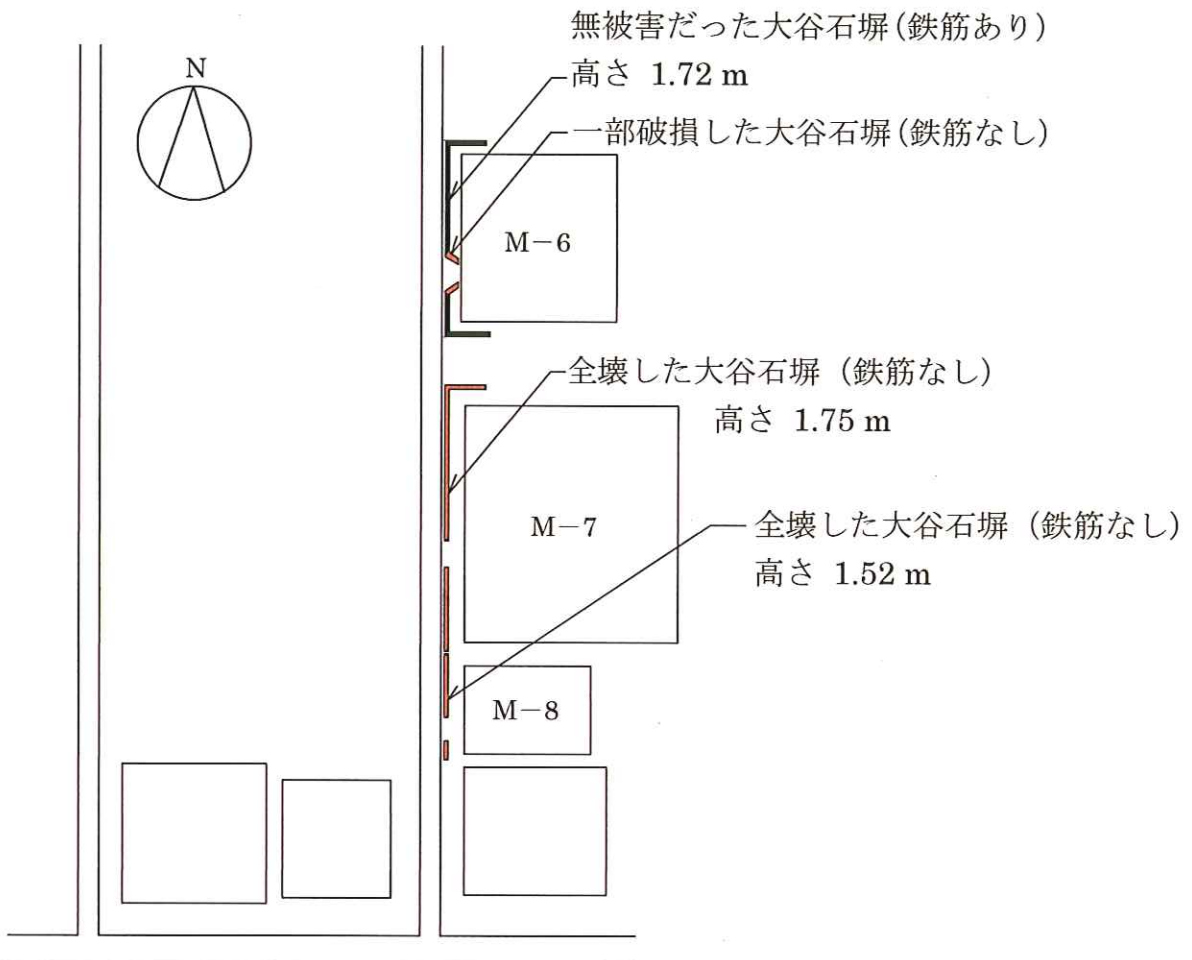 無被害だった大谷石塀(鉄筋あり)
高さ 1.72 m
N
一部破損した大谷石塀(鉄筋なし)
M－6
全壊した大谷石塀（鉄筋なし）
高さ 1.75 m
M－7
全壊した大谷石塀（鉄筋なし）
高さ 1.52 m
M－8